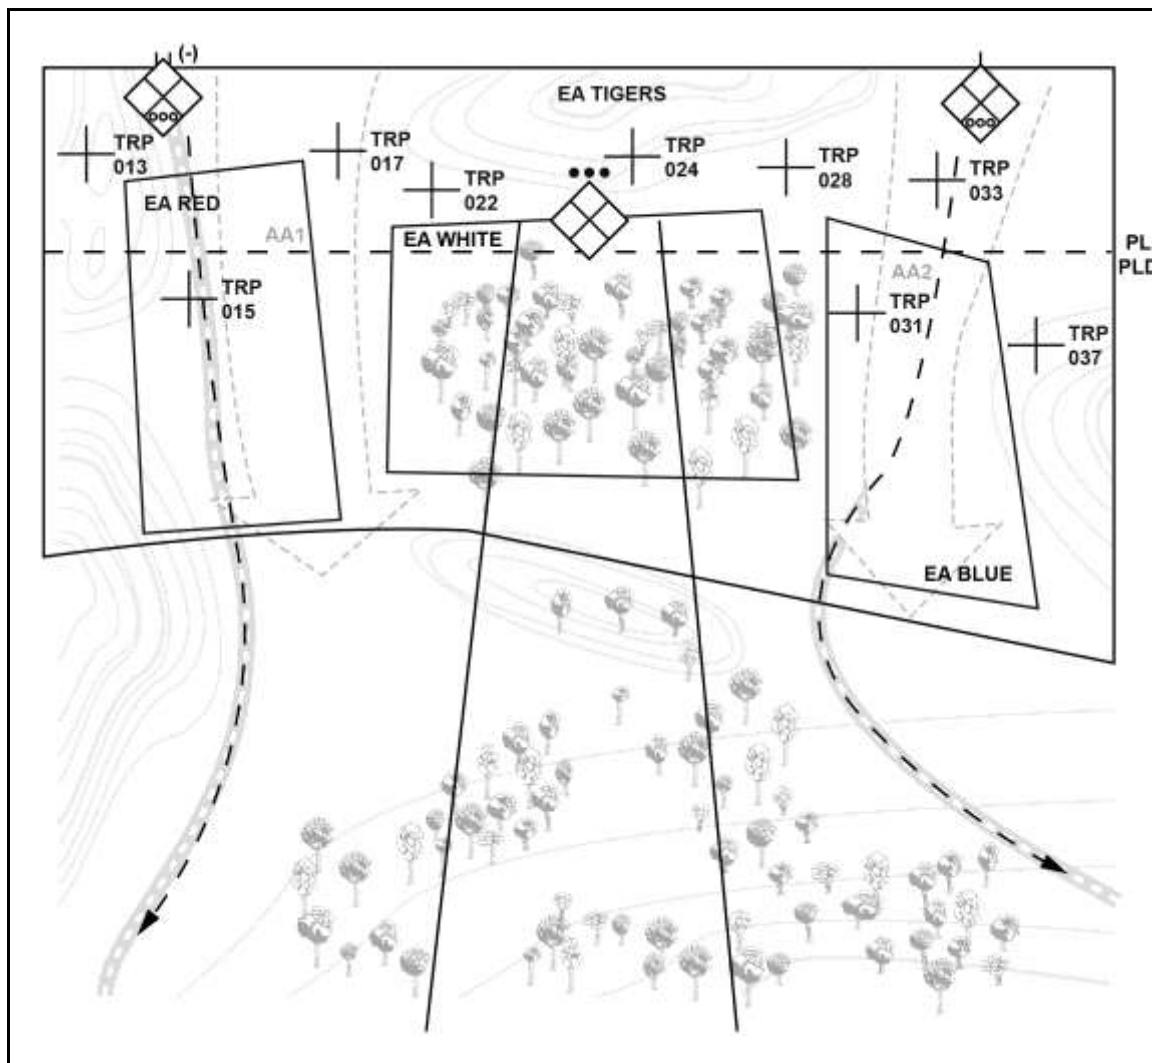 (-)
EA TIGERS
TRP
013
TRP
017
TRP
022
TRP
024
TRP
028
TRP
033
EA RED
AA1
EA WHITE
PL
PLD
AA2
TRP
015
TRP
031
TRP
037
EA BLUE